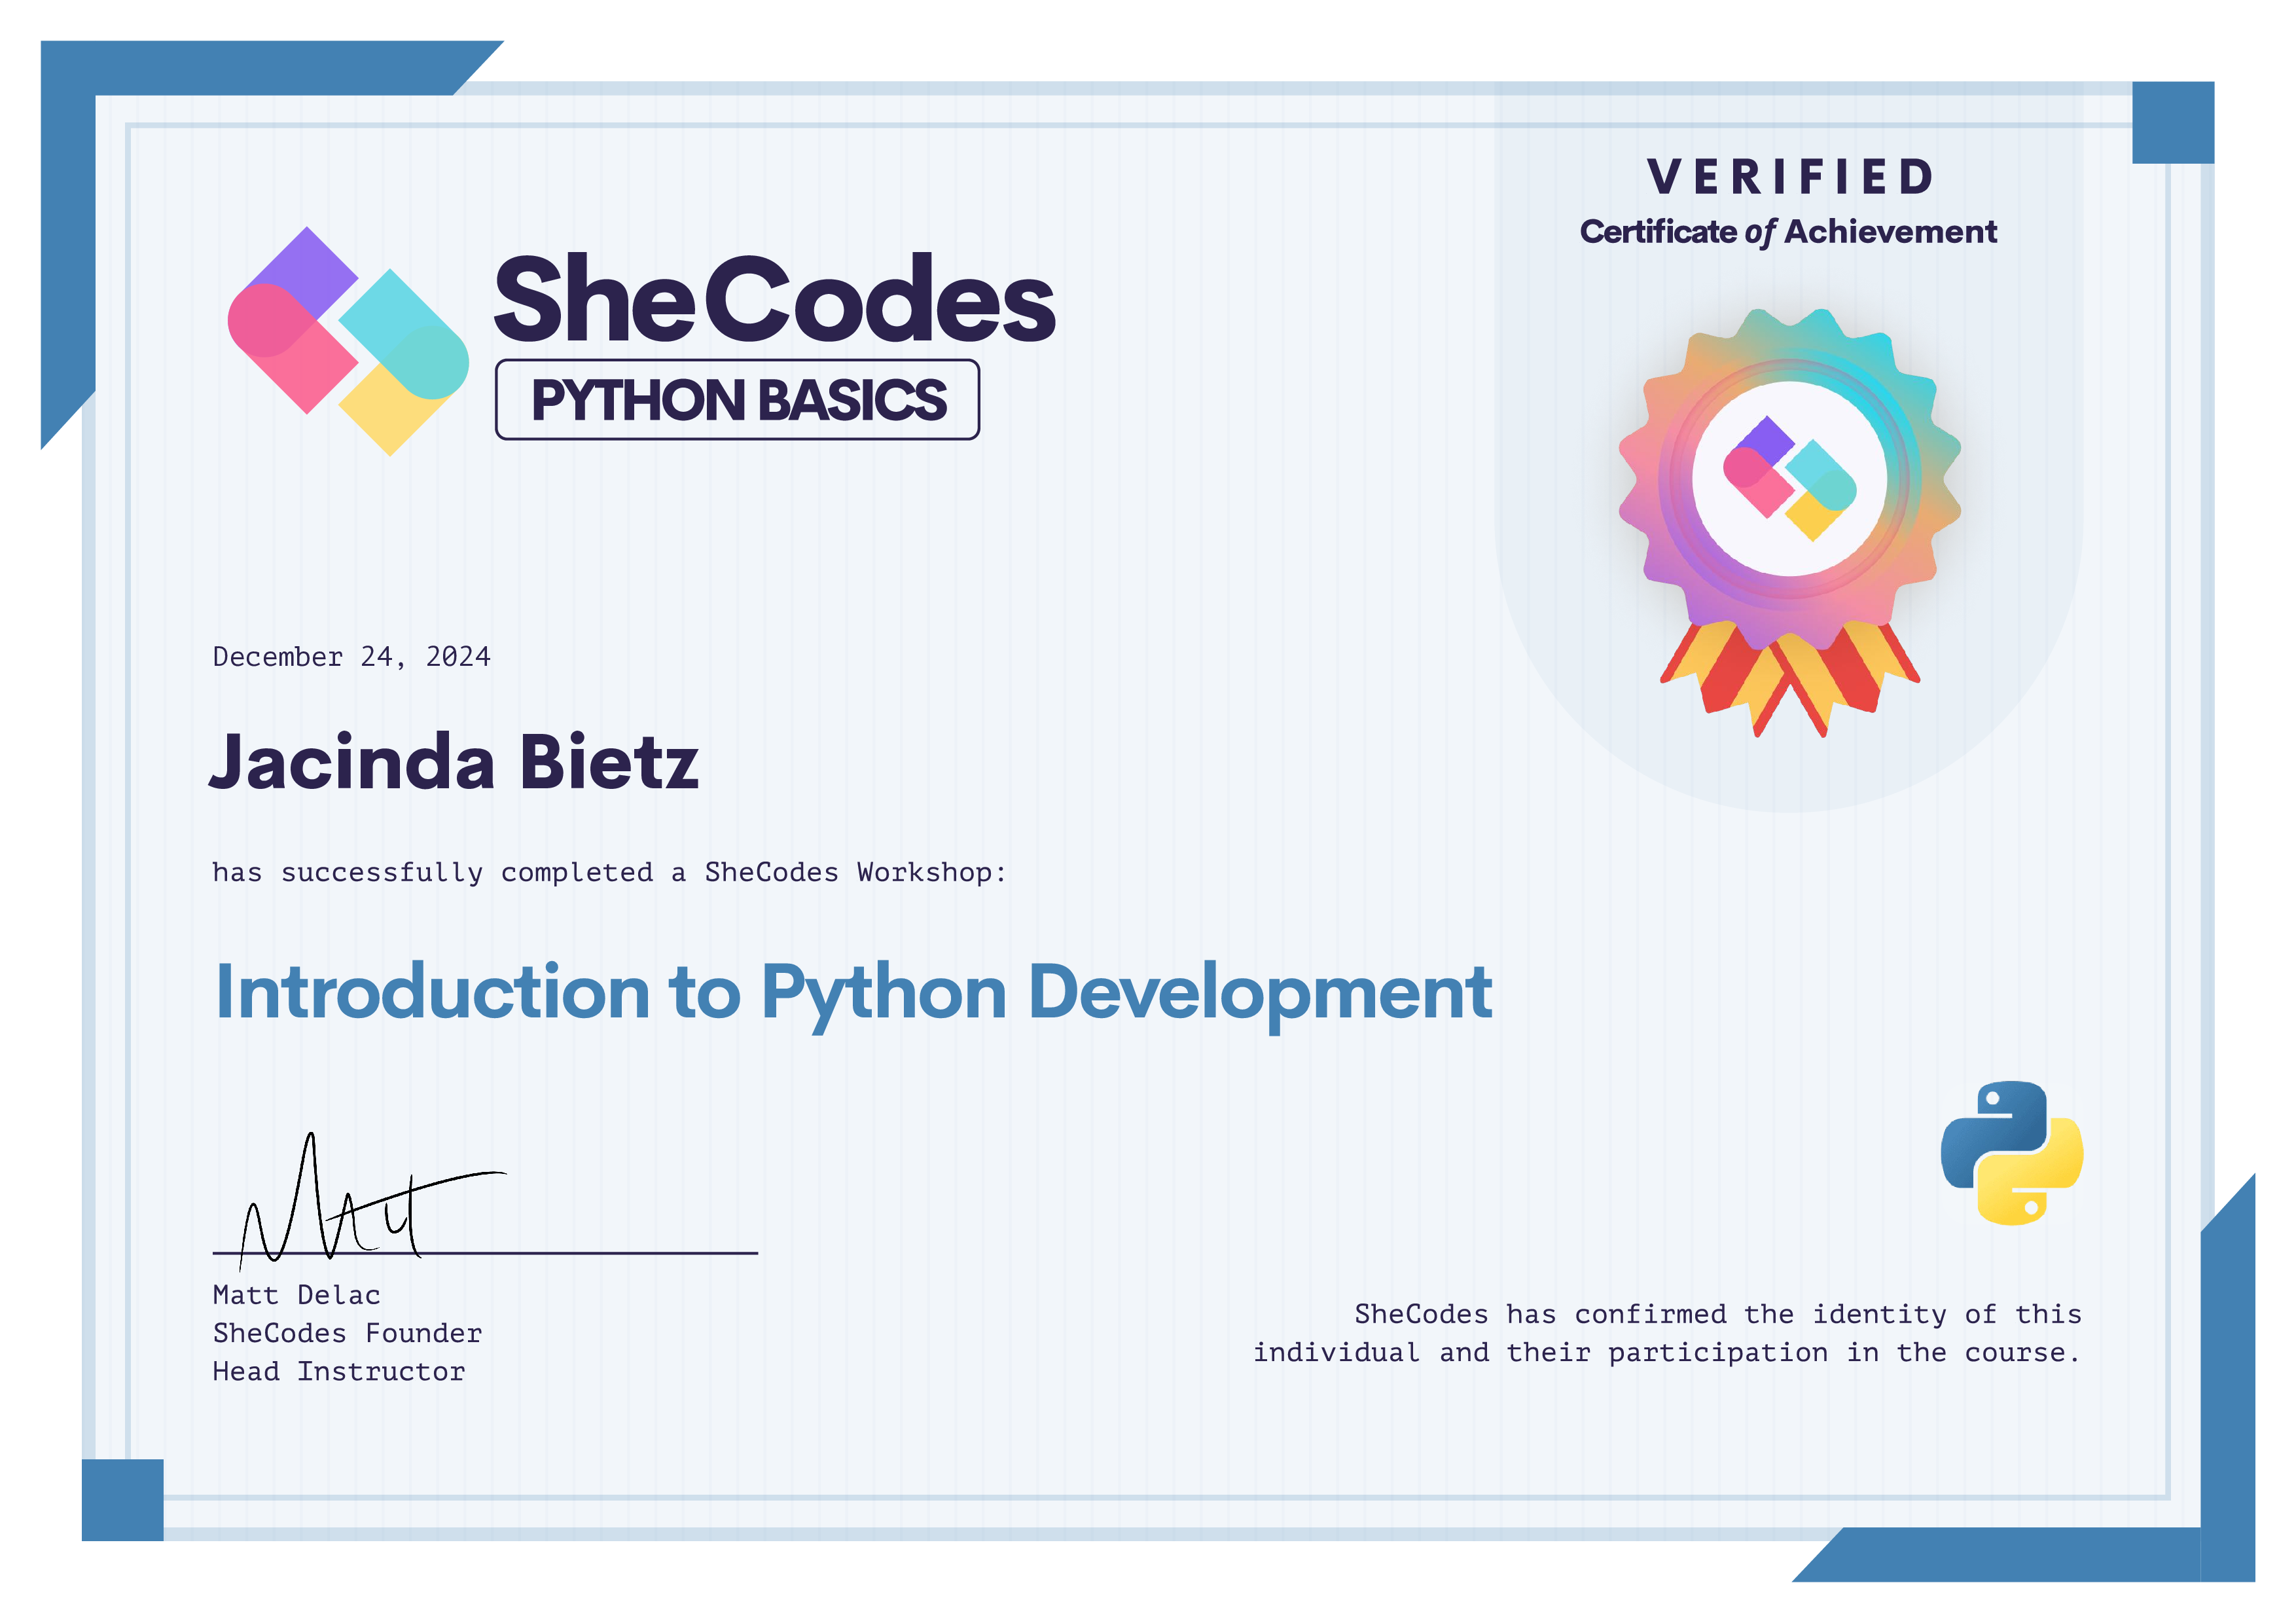 VERIFIED
Certificate of Achievement
SheCodes
PYTHON BASICS
December 24, 2024
Jacinda Bietz
has successfully completed a SheCodes Workshop:
Introduction to Python Development
Matt
Matt Delac
SheCodes Founder
Head Instructor
SheCodes has confirmed the identity of this
individual and their participation in the course.